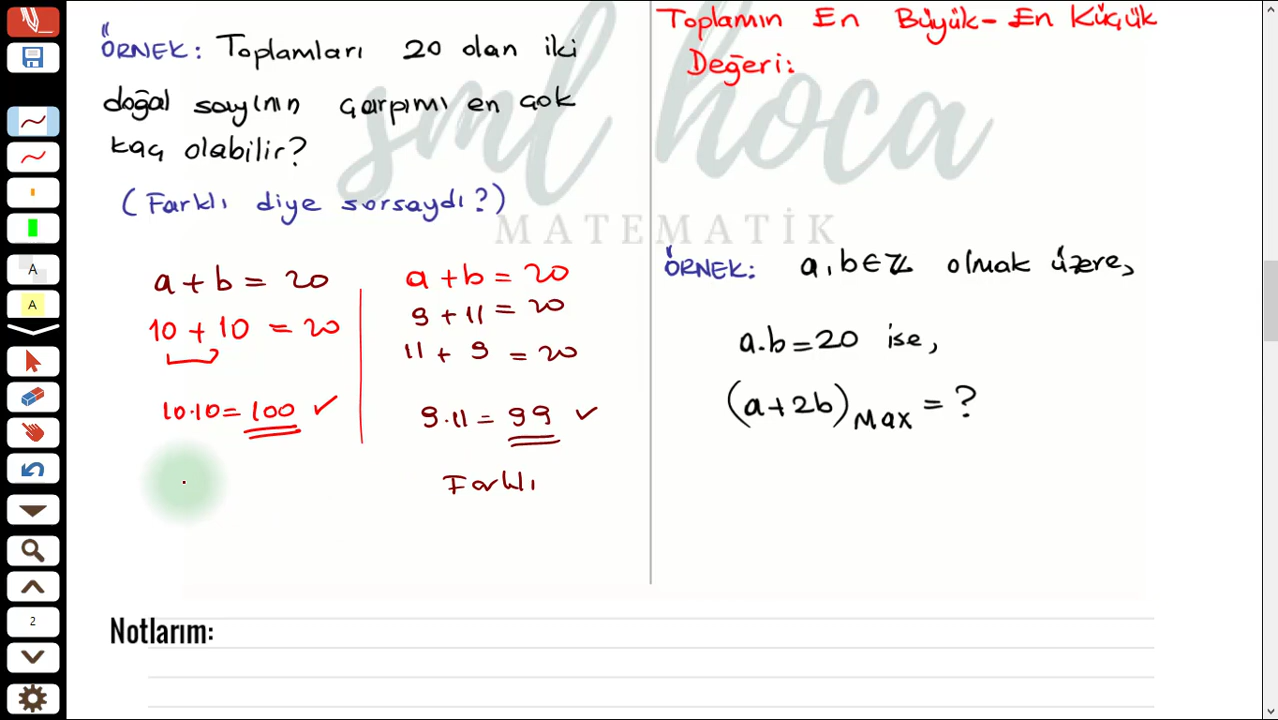 ÖRNEK: Toplamları 20 olan iki
doğal sayının çarpımı en çok
kaç olabilir?
(Farklı diye sorsaydı?)
a + b = 20
10 + 10 = 20
10.10 = 100 ✓
a + b = 20
9 + 11 = 20
11 + 9 = 20
9.11 = 99 ✓
Farklı
Toplamın En Büyük - En Küçük
Değeri:
sml hoca
MATEMATİK
ÖRNEK: a, b ∈ ℤ olmak üzere,
a.b = 20 ise,
(a+2b)Max = ?
Notlarım:
A
A
2